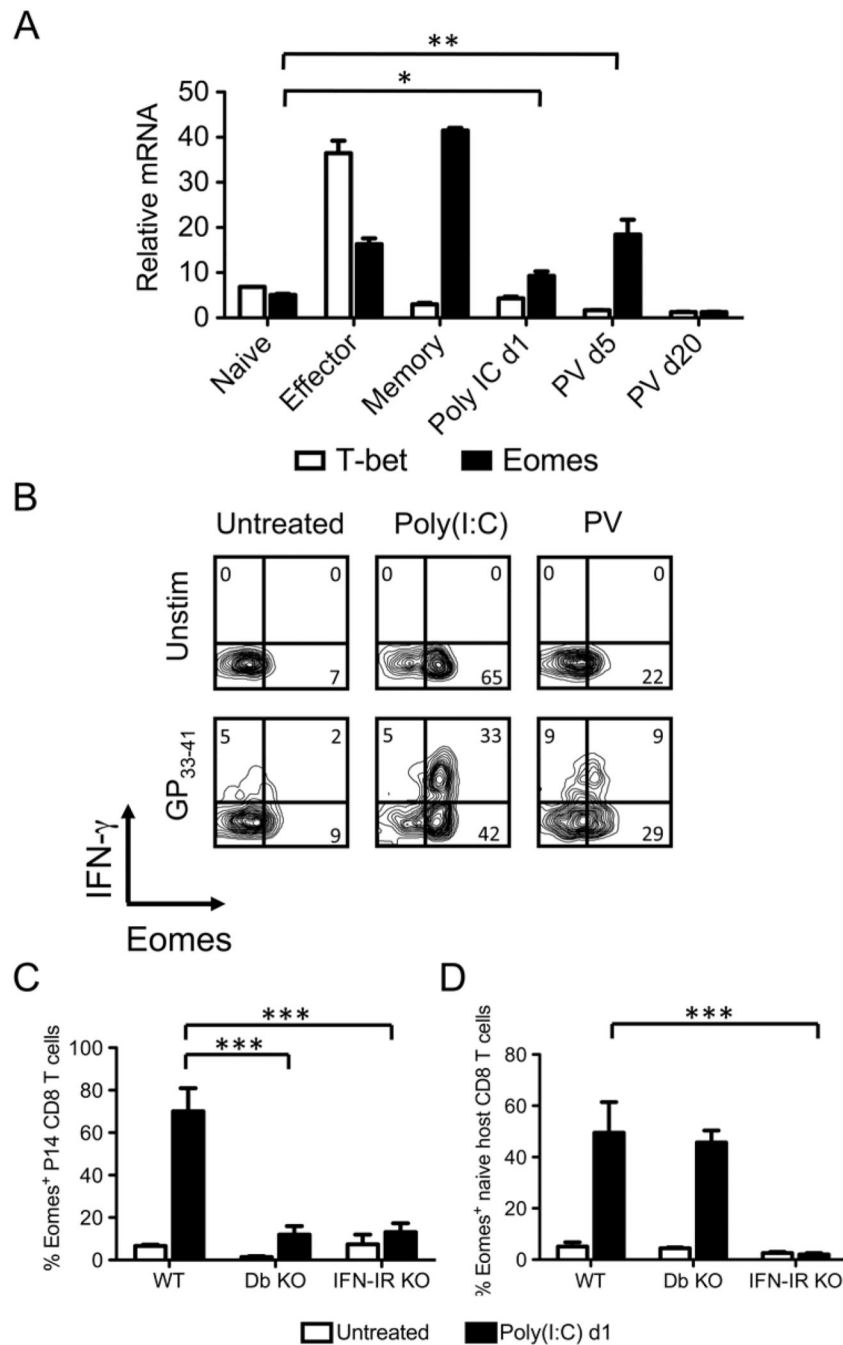 A
**
*
50
40
30
20
10
0
Relative mRNA
Naive
Effector
Memory
Poly IC d1
PV d5
PV d20
T-bet
Eomes
B
Untreated
Poly(I:C)
PV
Unstim
0 0
7
0 0
65
0 0
22
GP33-41
5 2
9
5 33
42
9 9
29
IFN-γ
Eomes
C
***
***
% Eomes+ P14 CD8 T cells
100
80
60
40
20
0
WT
Db KO
IFN-IR KO
D
***
% Eomes+ naive host CD8 T cells
80
60
40
20
0
WT
Db KO
IFN-IR KO
Untreated
Poly(I:C) d1